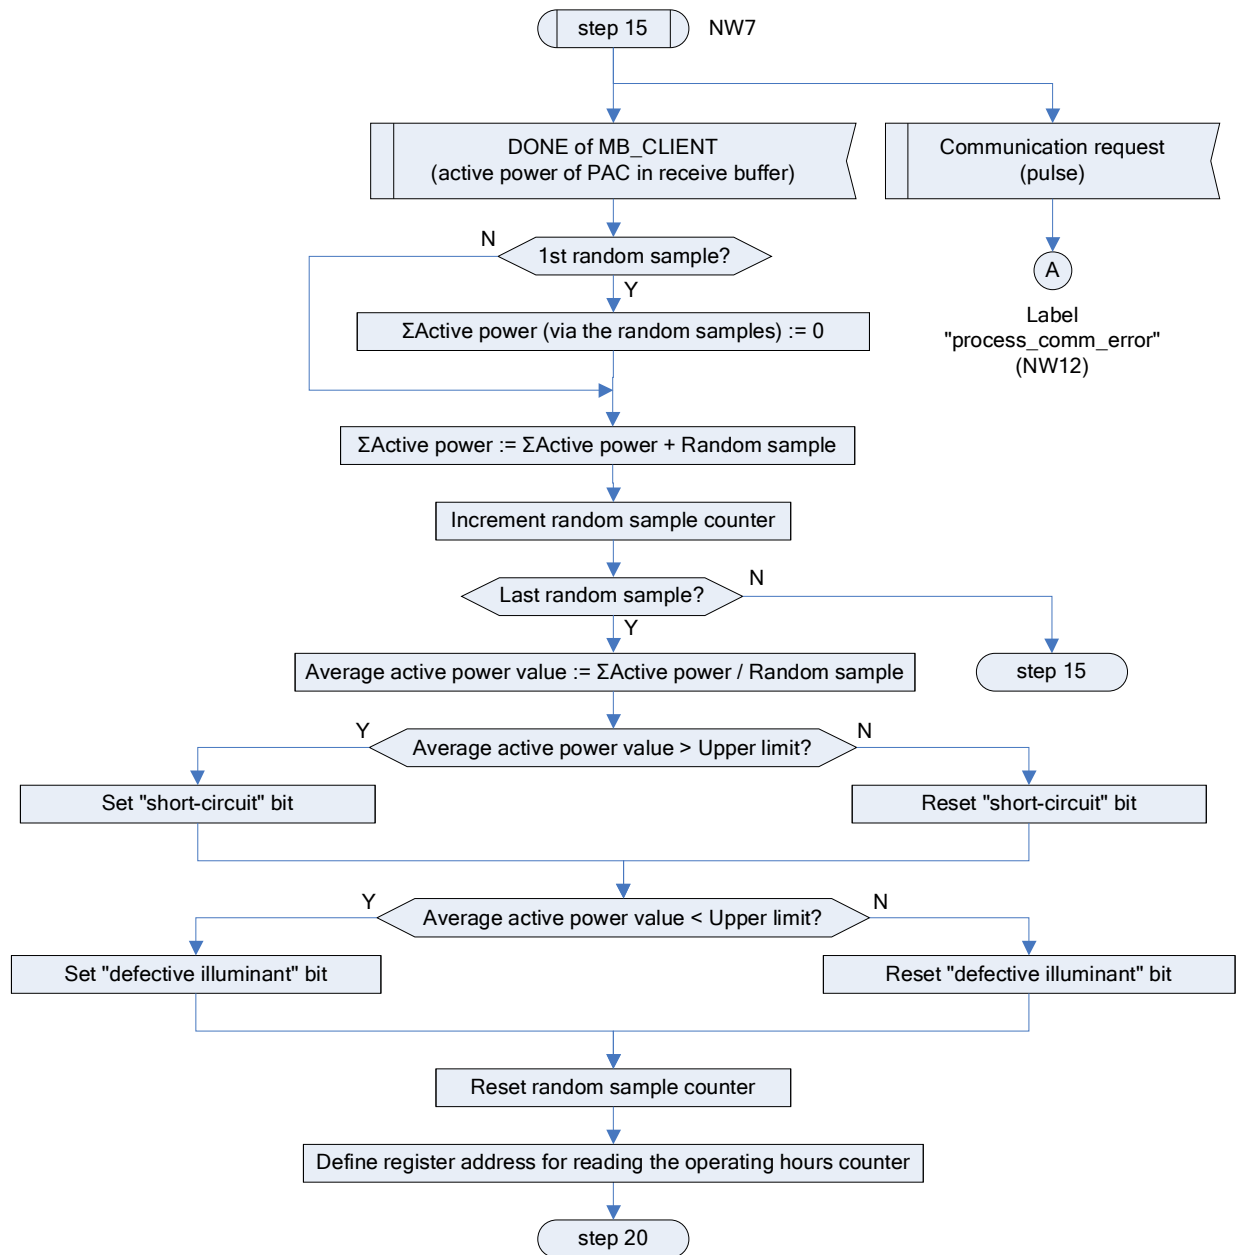 step 15
NW7
DONE of MB_CLIENT
(active power of PAC in receive buffer)
Communication request
(pulse)
N
1st random sample?
A
Y
Label
"process_comm_error"
(NW12)
ΣActive power (via the random samples) := 0
ΣActive power := ΣActive power + Random sample
Increment random sample counter
Last random sample?
N
Y
Average active power value := ΣActive power / Random sample
step 15
Y
Average active power value > Upper limit?
N
Set "short-circuit" bit
Reset "short-circuit" bit
Y
Average active power value < Upper limit?
N
Set "defective illuminant" bit
Reset "defective illuminant" bit
Reset random sample counter
Define register address for reading the operating hours counter
step 20